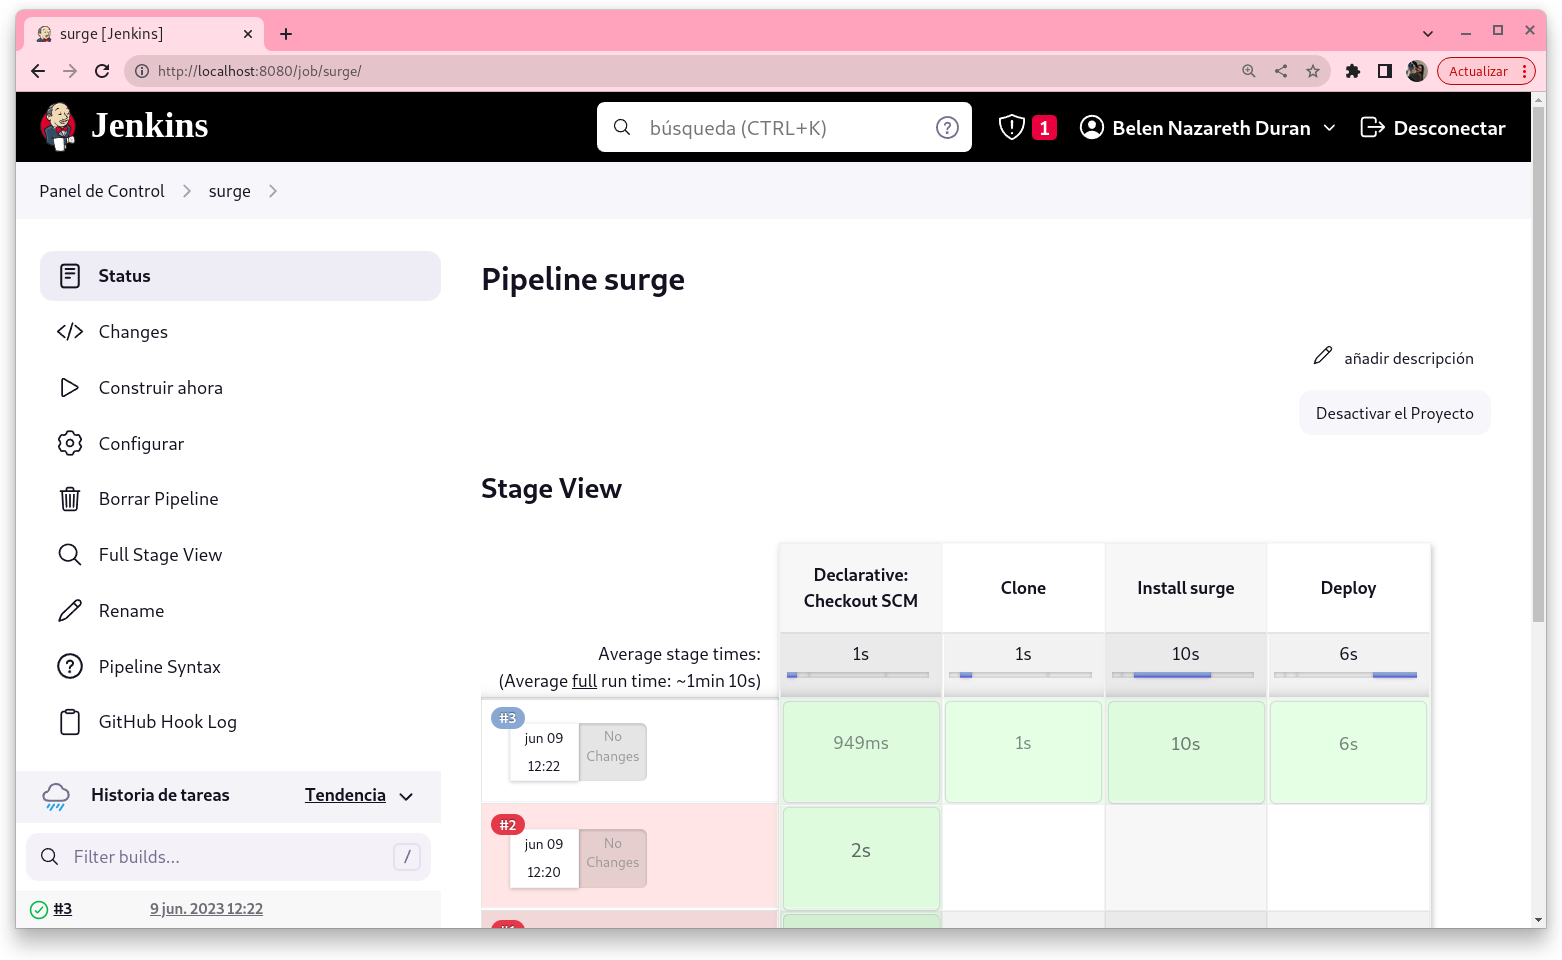 surge [Jenkins]
http://localhost:8080/job/surge/
Actualizar
Jenkins
búsqueda (CTRL+K)
?
1
Belen Nazareth Duran
Desconectar
Panel de Control
surge
Status
Changes
Construir ahora
Configurar
Borrar Pipeline
Full Stage View
Rename
Pipeline Syntax
GitHub Hook Log
Historia de tareas
Tendencia
Filter builds...
/
#3
9 jun. 2023 12:22
Pipeline surge
añadir descripción
Desactivar el Proyecto
Stage View
Declarative:
Checkout SCM
Clone
Install surge
Deploy
Average stage times:
(Average full run time: ~1min 10s)
1s
1s
10s
6s
#3
jun 09
12:22
No
Changes
949ms
1s
10s
6s
#2
jun 09
12:20
No
Changes
2s